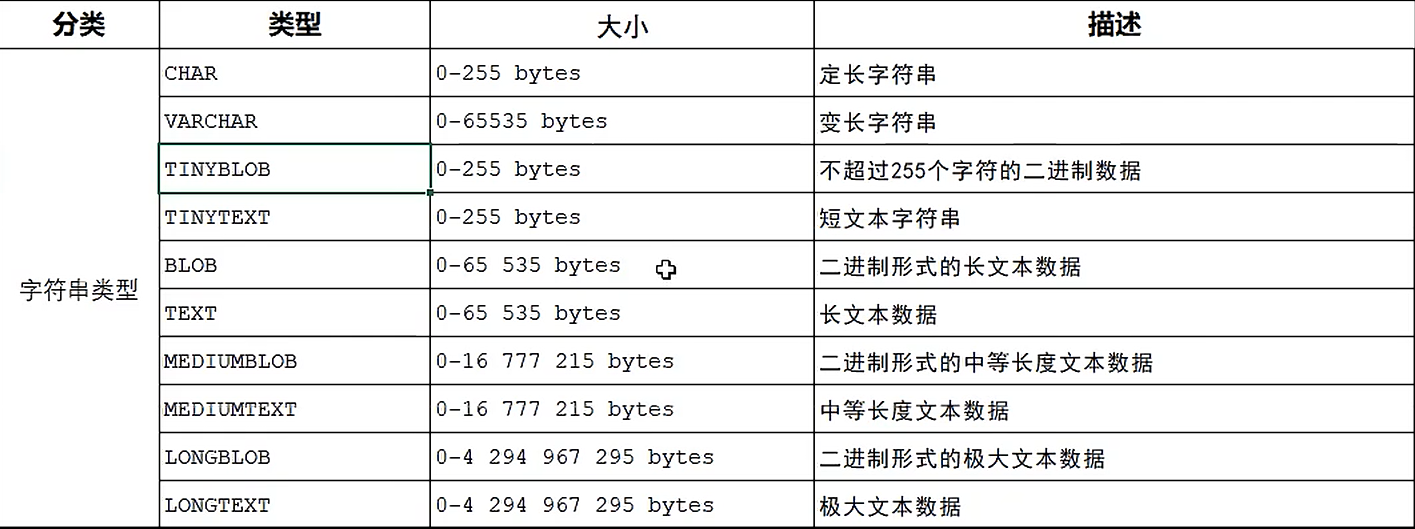 分类 类型 大小 描述
字符串类型
CHAR 0-255 bytes 定长字符串
VARCHAR 0-65535 bytes 变长字符串
TINYBLOB 0-255 bytes 不超过255个字符的二进制数据
TINYTEXT 0-255 bytes 短文本字符串
BLOB 0-65 535 bytes 二进制形式的长文本数据
TEXT 0-65 535 bytes 长文本数据
MEDIUMBLOB 0-16 777 215 bytes 二进制形式的中等长度文本数据
MEDIUMTEXT 0-16 777 215 bytes 中等长度文本数据
LONGBLOB 0-4 294 967 295 bytes 二进制形式的极大文本数据
LONGTEXT 0-4 294 967 295 bytes 极大文本数据